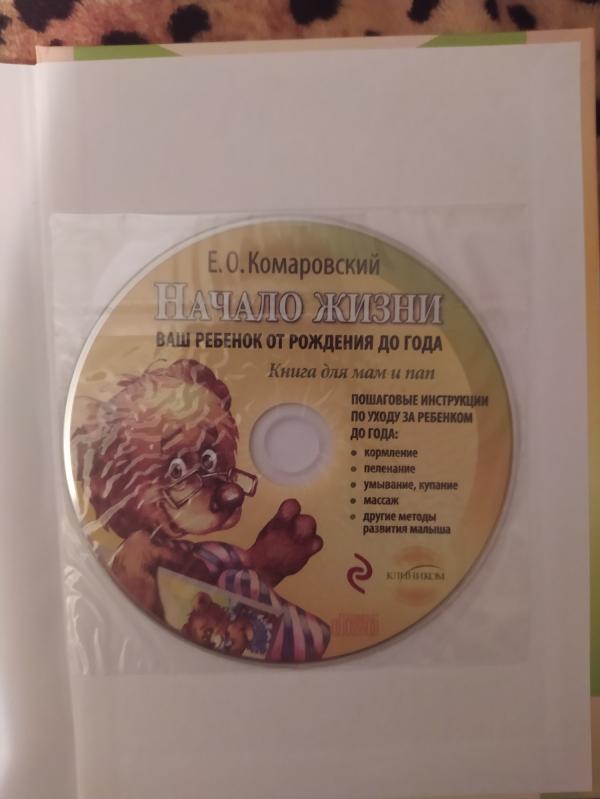 Е. О. Комаровский
НАЧАЛО ЖИЗНИ
ВАШ РЕБЕНОК ОТ РОЖДЕНИЯ ДО ГОДА
Книга для мам и пап
ПОШАГОВЫЕ ИНСТРУКЦИИ
ПО УХОДУ ЗА РЕБЕНКОМ
ДО ГОДА:
• кормление
• пеленание
• умывание, купание
• массаж
• другие методы
развития малыша
КЛИНИКОМ